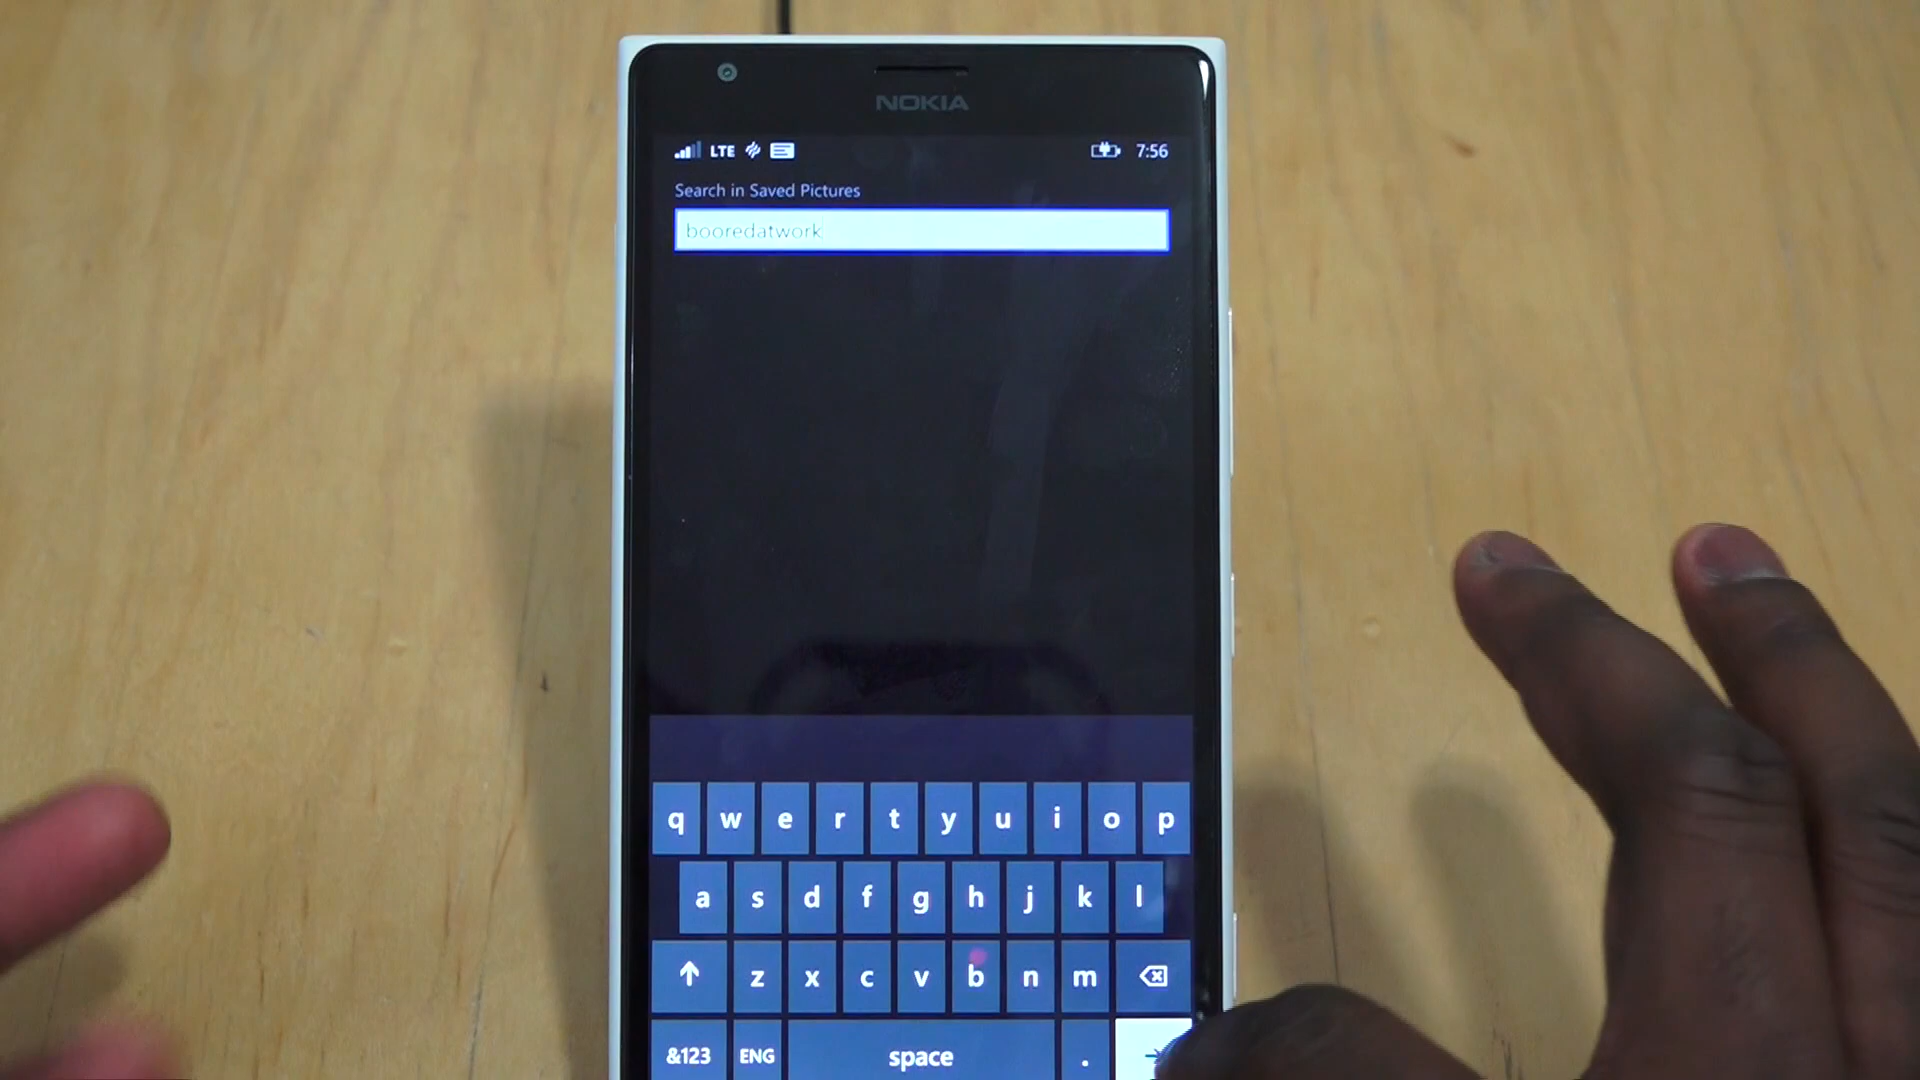 NOKIA
LTE 7:56
Search in Saved Pictures
booredatwork
q w e r t y u i o p
a s d f g h j k l
z x c v b n m
&123 ENG space .